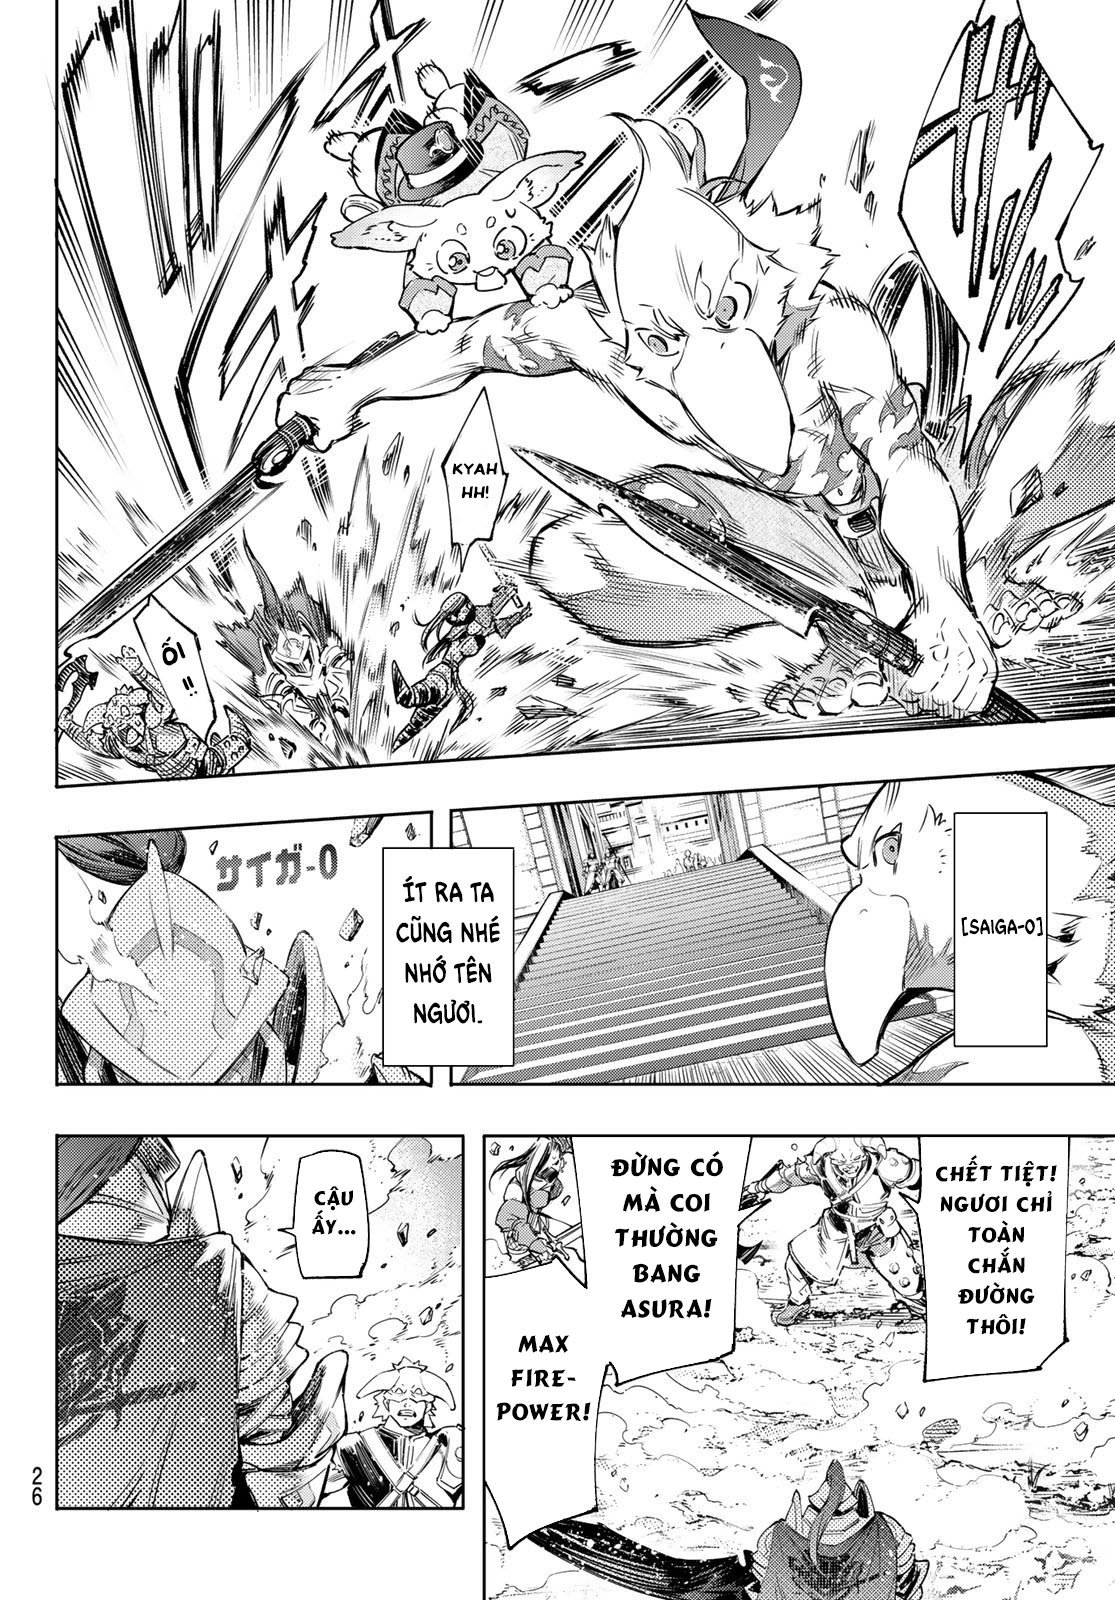 KYAH
HH!
ỐI
!!
[SAIGA-0]
ÍT RA TA
CŨNG NHÉ
NHỚ TÊN
NGƯƠI.
サイガ-0
CHẾT TIỆT!
NGƯƠI CHỈ
TOÀN
CHẮN
ĐƯỜNG
THÔI!
ĐỪNG CÓ
MÀ COI
THƯỜNG
BANG
ASURA!
MAX
FIRE-
POWER!
CẬU
ẤY...
26